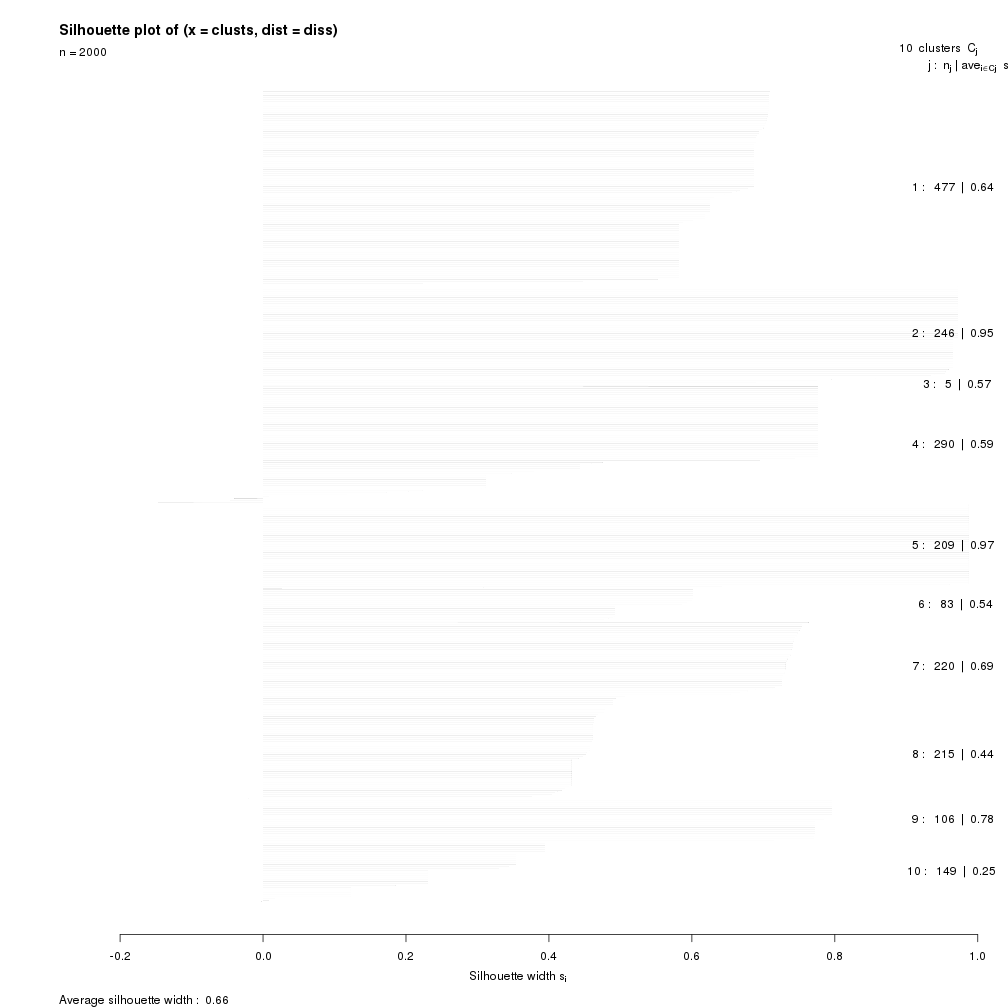 Silhouette plot of (x = clusts, dist = diss)
n = 2000
10 clusters Cj
j : nj | avei∈Cj s
1 : 477 | 0.64
2 : 246 | 0.95
3 : 5 | 0.57
4 : 290 | 0.59
5 : 209 | 0.97
6 : 83 | 0.54
7 : 220 | 0.69
8 : 215 | 0.44
9 : 106 | 0.78
10 : 149 | 0.25
-0.2 0.0 0.2 0.4 0.6 0.8 1.0
Silhouette width si
Average silhouette width : 0.66